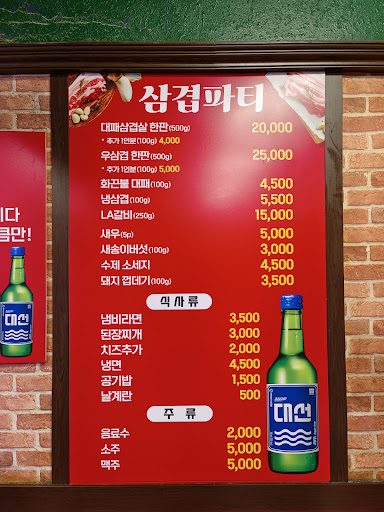 삼겹파티
대패삼겹살 한판(500g) 20,000
* 추가 1인분(100g) 4,000
우삼겹 한판(500g) 25,000
* 추가 1인분(100g) 5,000
화끈불 대패(100g) 4,500
냉삼겹(100g) 5,500
LA갈비(250g) 15,000
새우(5p) 5,000
새송이버섯(100g) 3,000
수제 소세지 4,500
돼지 껍데기(100g) 3,500
식사류
냄비라면 3,500
된장찌개 3,000
치즈추가 2,000
냉면 4,500
공기밥 1,500
날계란 500
주 류
음료수 2,000
소주 5,000
맥주 5,000
대선
니다
큼만!
대선